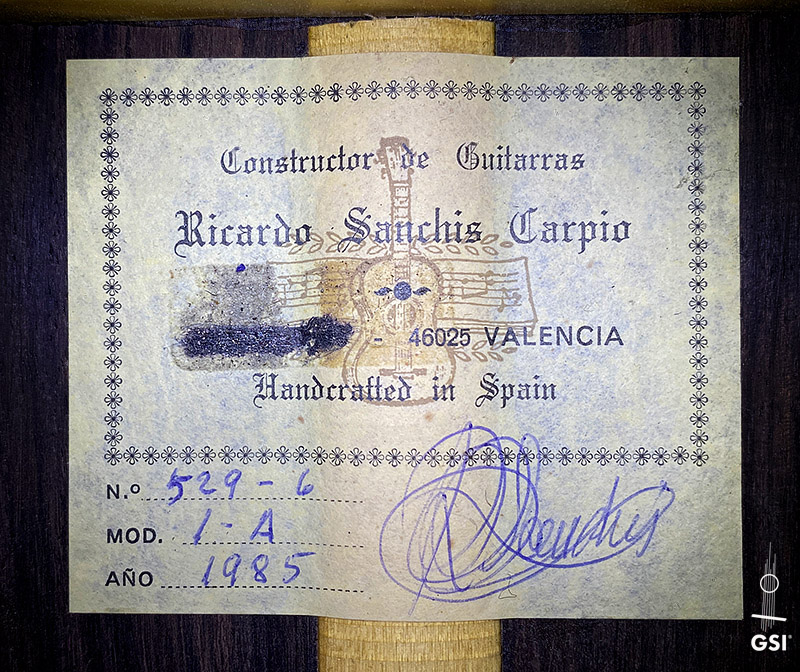 Constructor de Guitarras
Ricardo Sanchis Carpio
- 46025 VALENCIA
Handcrafted in Spain
N.º 529-6
MOD. 1-A
AÑO 1985
GSI